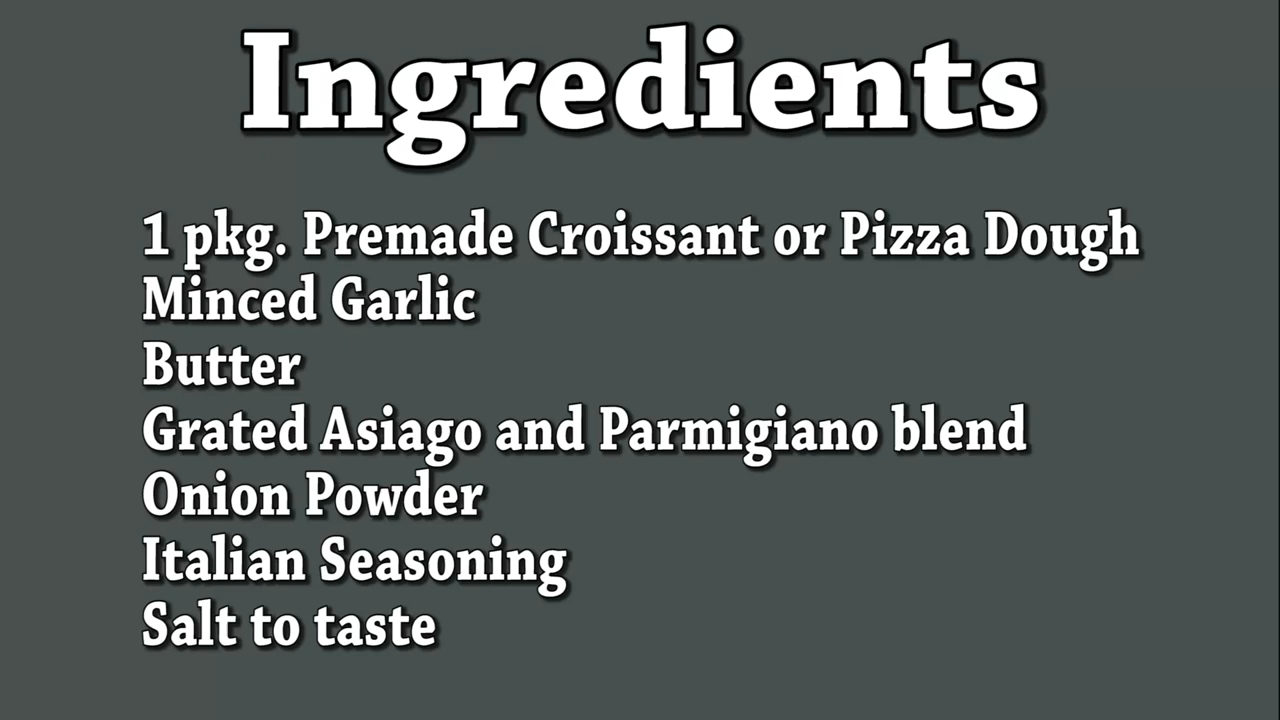 Ingredients
1 pkg. Premade Croissant or Pizza Dough
Minced Garlic
Butter
Grated Asiago and Parmigiano blend
Onion Powder
Italian Seasoning
Salt to taste